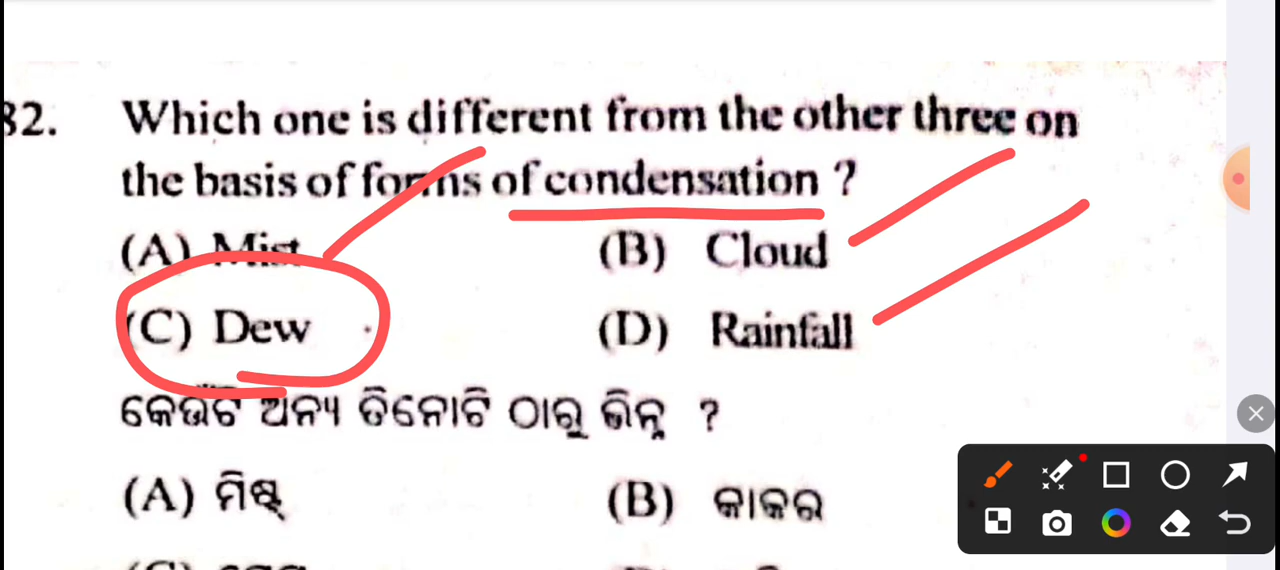 32. Which one is different from the other three on
the basis of forms of condensation ?
(A) Mist (B) Cloud
(C) Dew (D) Rainfall
କେଉଁଟି ଅନ୍ୟ ତିନୋଟି ଠାରୁ ଭିନ୍ନ ?
(A) ମିଷ୍ଟ (B) କାକର